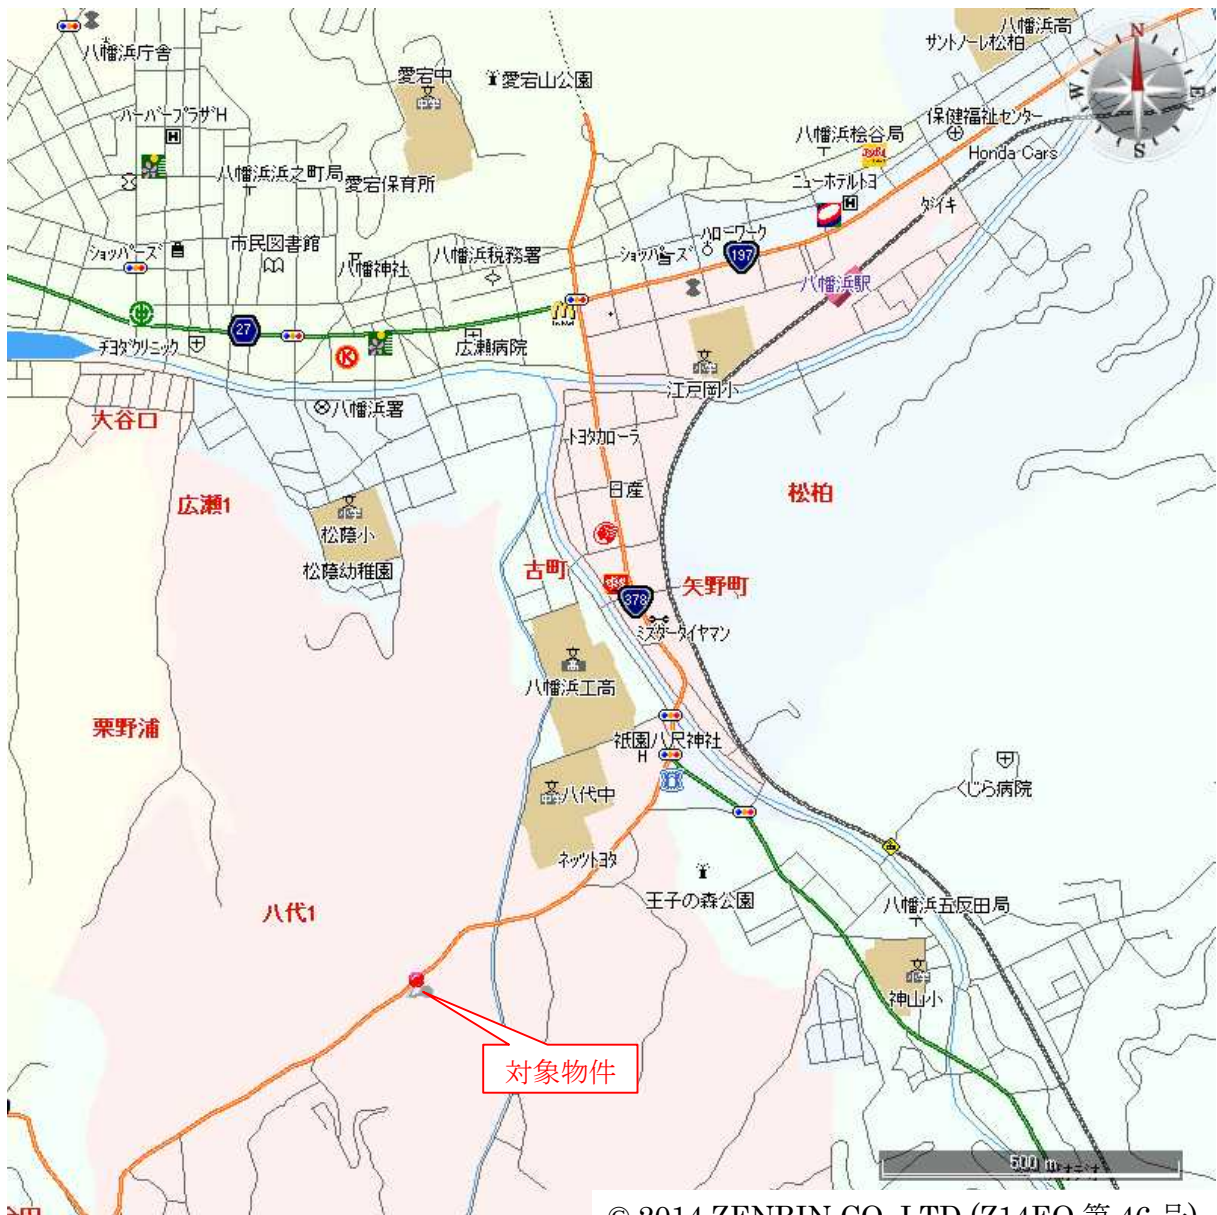 八幡浜庁舎
愛宕中
中学
愛宕山公園
サントノーレ松柏
八幡浜高
N
W
E
S
ハーバープラザH
H
八幡浜浜之町局
愛宕保育所
八幡浜桧谷局
保健福祉センター
Honda Cars
ニューホテルトヨ
H
ダイキ
ショッパーズ
市民図書館
八幡神社
八幡浜税務署
ショッパーズ
ハローワーク
197
八幡浜駅
チヨダクリニック
27
広瀬病院
江戸岡小
大谷口
八幡浜署
トヨタカローラ
広瀬1
日産
松柏
松蔭小
松蔭幼稚園
古町
矢野町
378
ミスタータイヤマン
八幡浜工高
栗野浦
祇園八尺神社
くじら病院
八代中
中学
ネッツトヨタ
王子の森公園
八幡浜五反田局
八代1
神山小
対象物件
500 m
© 2014 ZENRIN CO., LTD (Z14EQ 第 46 号)